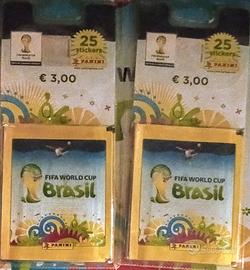 25
stickers
PANINI
€ 3,00
FIFA WORLD CUP
Brasil
PANINI
25
stickers
PANINI
€ 3,00
FIFA WORLD CUP
Brasil
PANINI